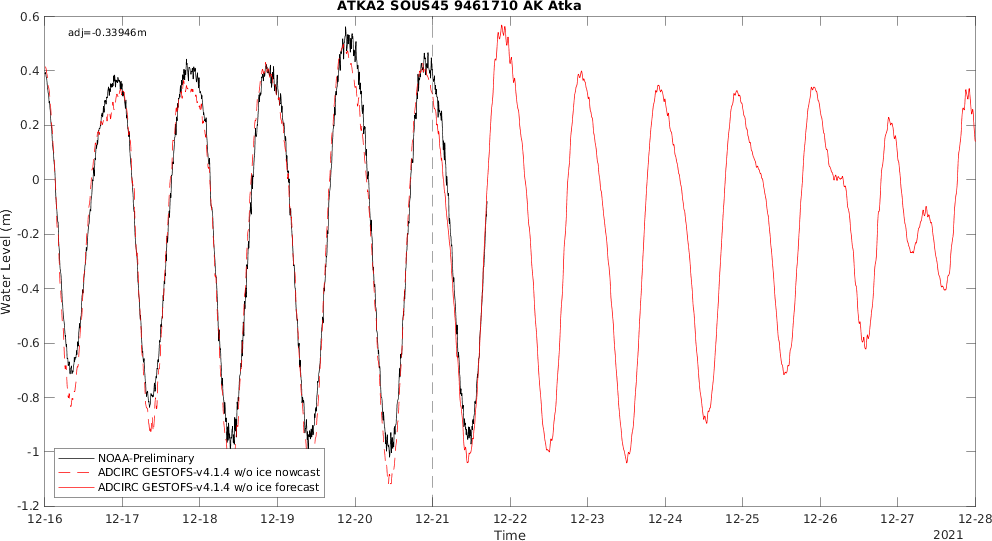 ATKA2 SOUS45 9461710 AK Atka
adj=-0.33946m
0.6
0.4
0.2
0
-0.2
-0.4
-0.6
-0.8
-1
-1.2
Water Level (m)
NOAA-Preliminary
ADCIRC GESTOFS-v4.1.4 w/o ice nowcast
ADCIRC GESTOFS-v4.1.4 w/o ice forecast
12-16 12-17 12-18 12-19 12-20 12-21 12-22 12-23 12-24 12-25 12-26 12-27 12-28
Time
2021